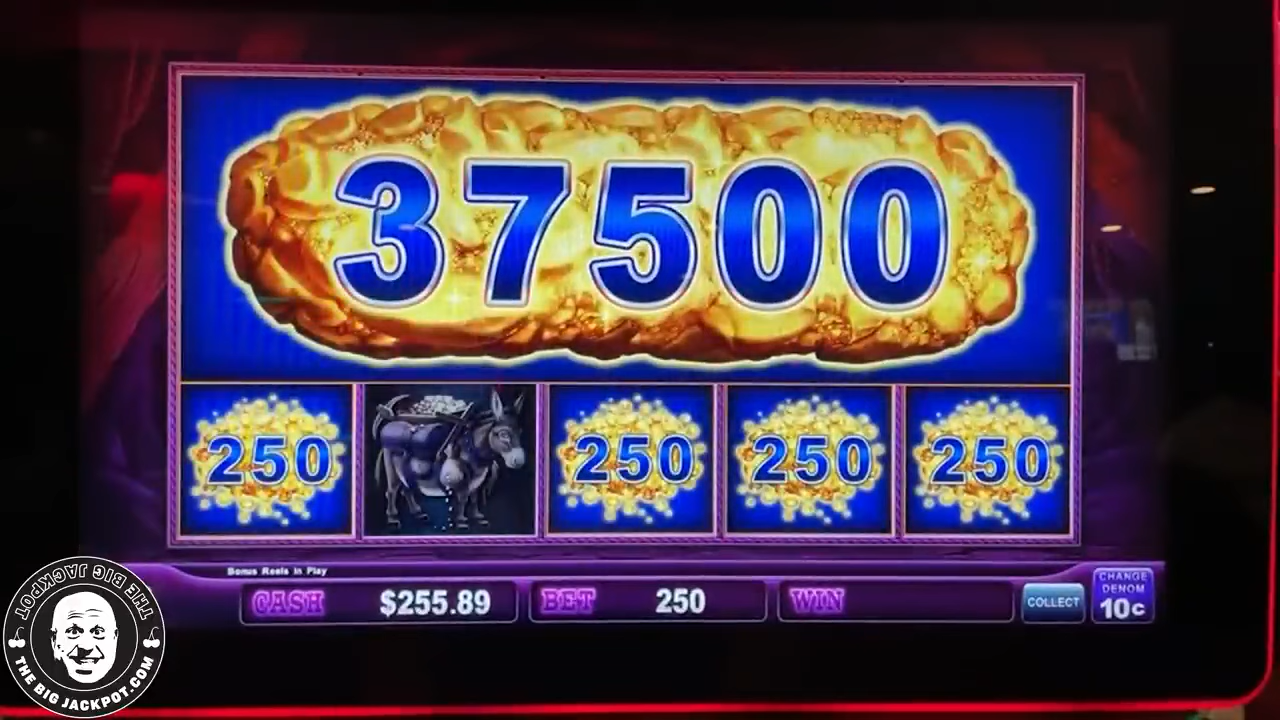 37500
250
250
250
250
Bonus Reels In Play
CASH $255.89
BET 250
WIN
COLLECT
CHANGE
DENOM
10¢
THE BIG JACKPOT
THE BIG JACKPOT.COM